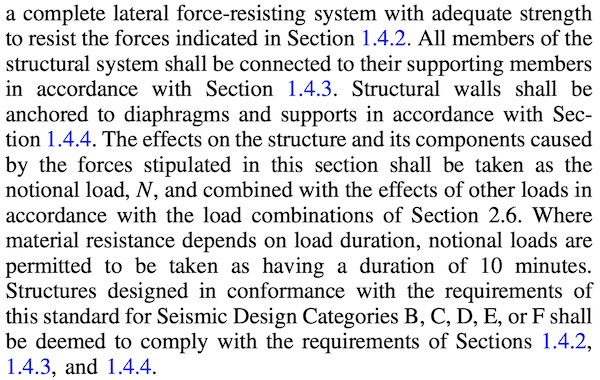 a complete lateral force-resisting system with adequate strength
to resist the forces indicated in Section 1.4.2. All members of the
structural system shall be connected to their supporting members
in accordance with Section 1.4.3. Structural walls shall be
anchored to diaphragms and supports in accordance with Sec-
tion 1.4.4. The effects on the structure and its components caused
by the forces stipulated in this section shall be taken as the
notional load, N, and combined with the effects of other loads in
accordance with the load combinations of Section 2.6. Where
material resistance depends on load duration, notional loads are
permitted to be taken as having a duration of 10 minutes.
Structures designed in conformance with the requirements of
this standard for Seismic Design Categories B, C, D, E, or F shall
be deemed to comply with the requirements of Sections 1.4.2,
1.4.3, and 1.4.4.